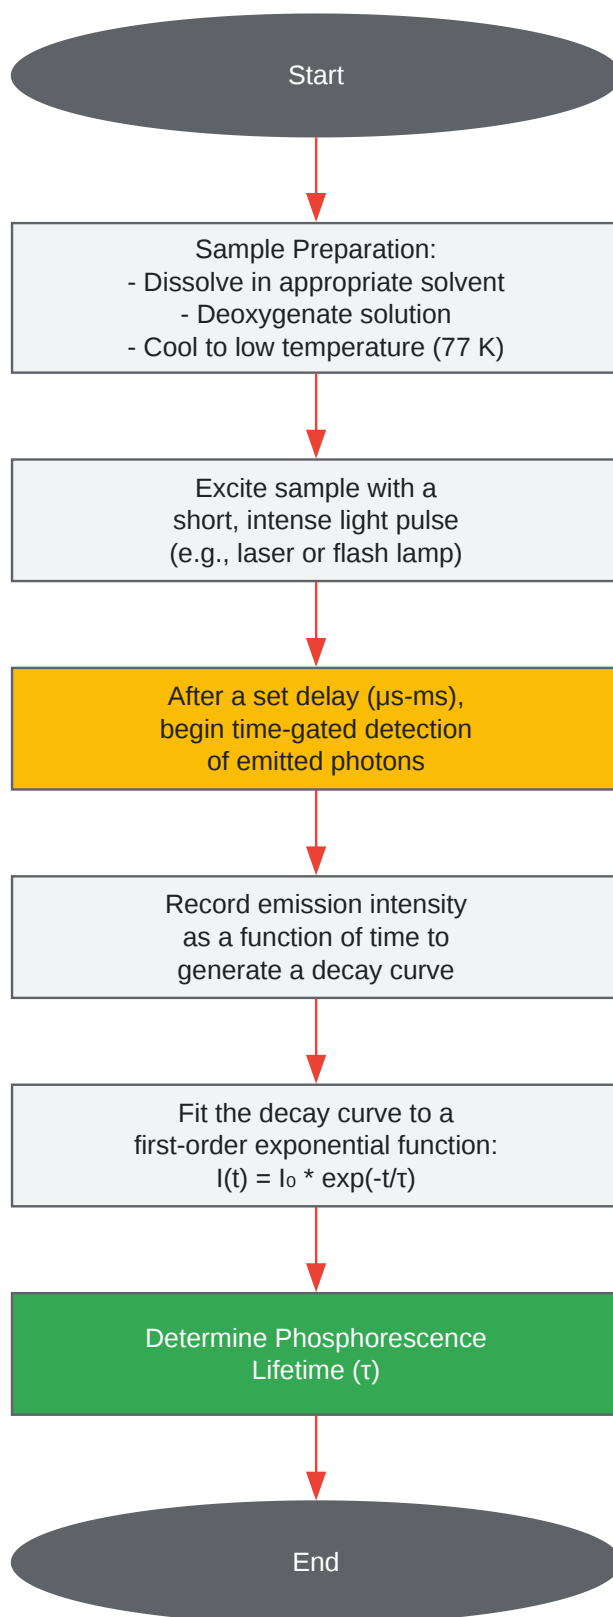 Start
Sample Preparation:
- Dissolve in appropriate solvent
- Deoxygenate solution
- Cool to low temperature (77 K)
Excite sample with a
short, intense light pulse
(e.g., laser or flash lamp)
After a set delay (μs-ms),
begin time-gated detection
of emitted photons
Record emission intensity
as a function of time to
generate a decay curve
Fit the decay curve to a
first-order exponential function:
I(t) = I₀ * exp(-t/τ)
Determine Phosphorescence
Lifetime (τ)
End